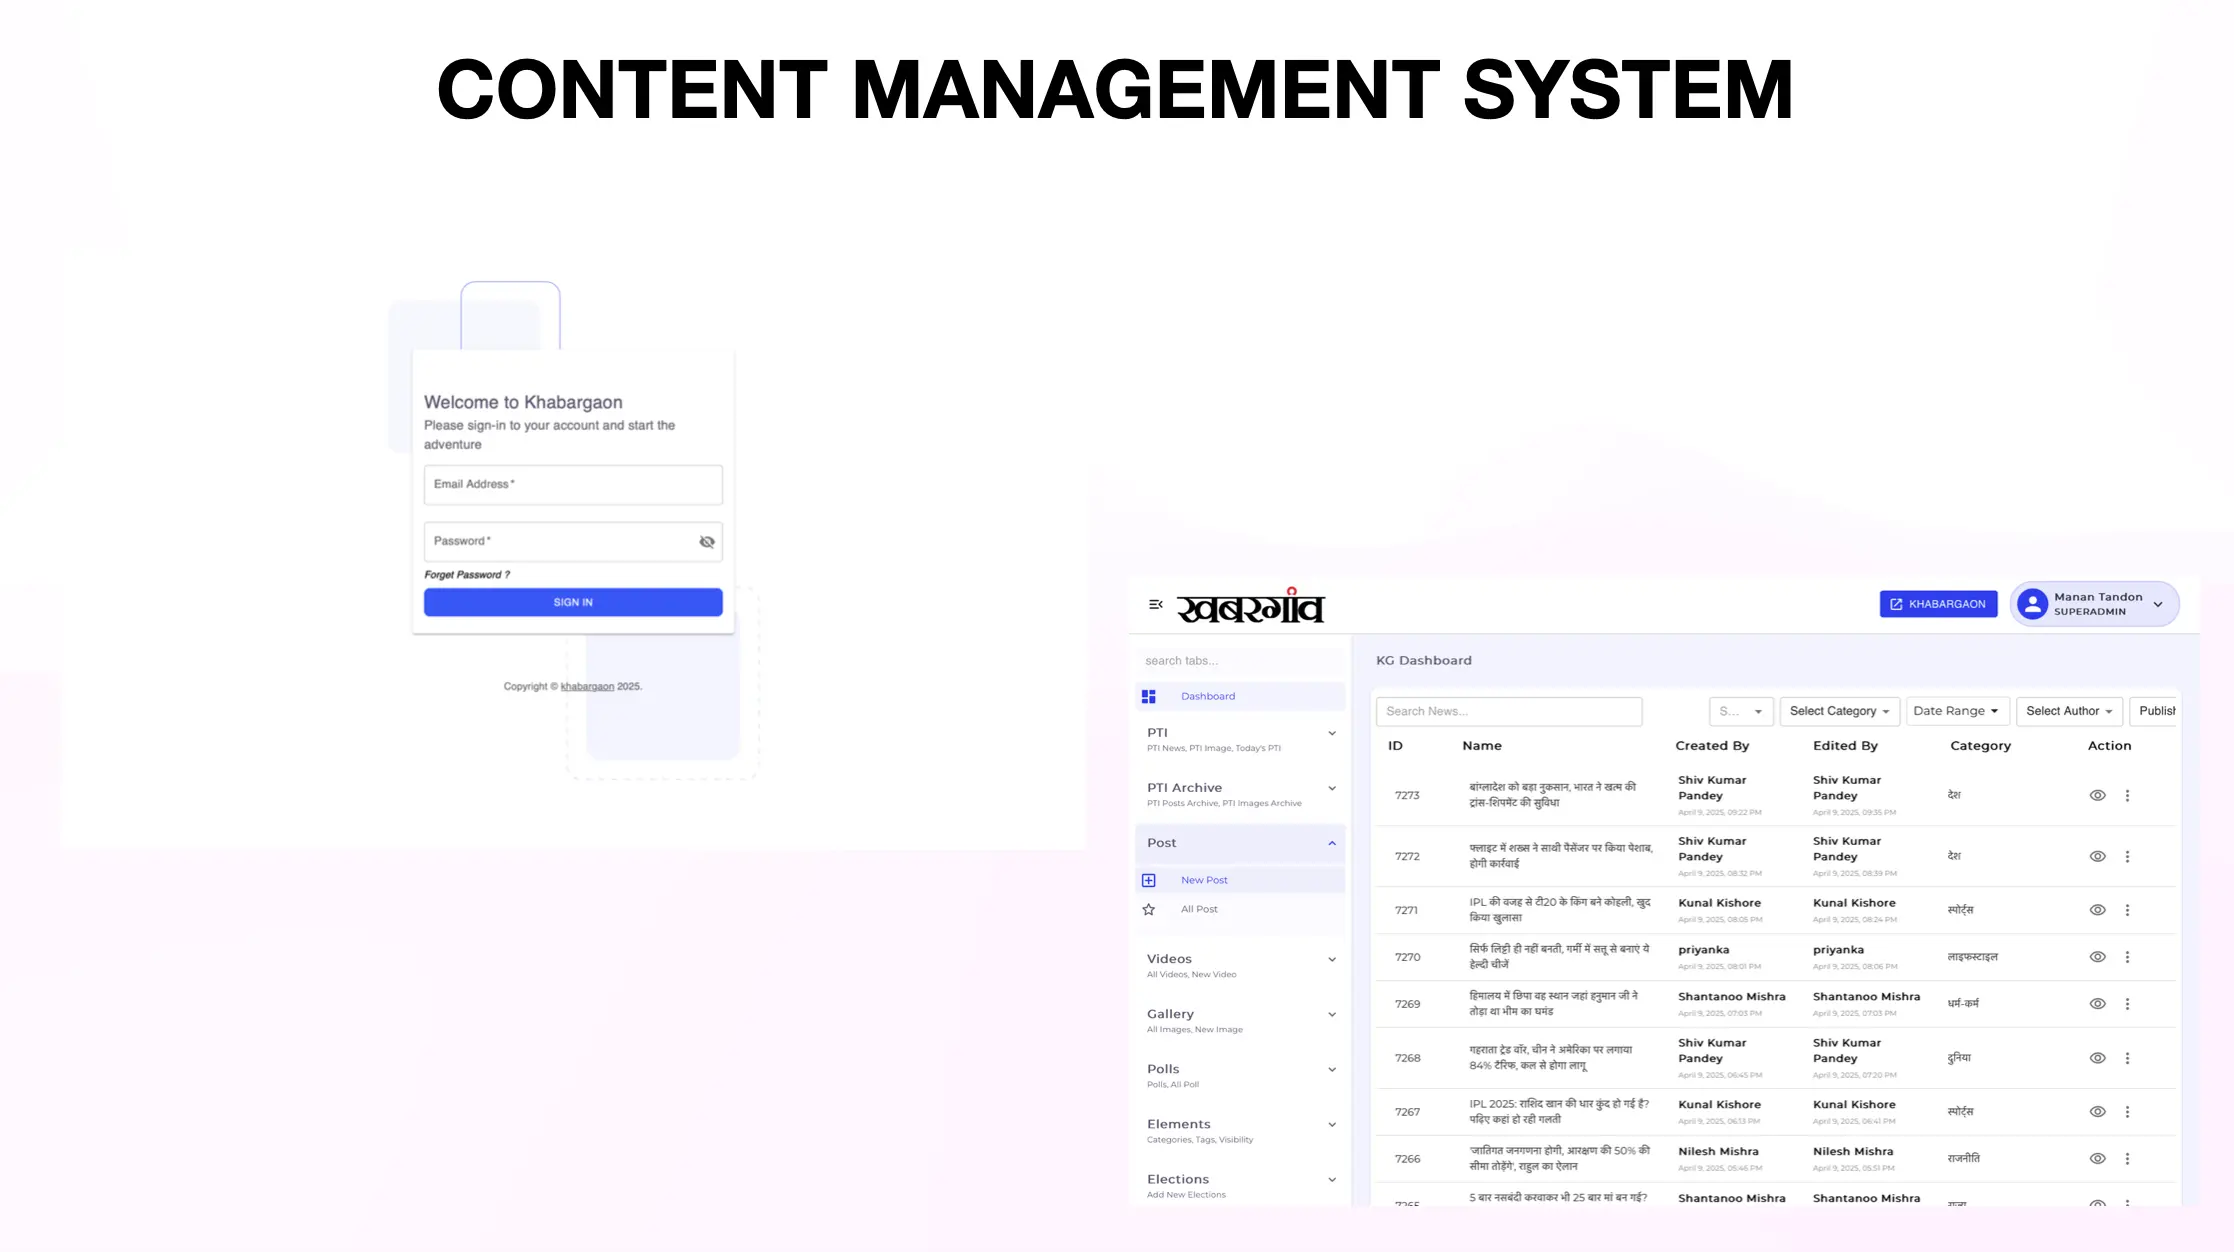 CONTENT MANAGEMENT SYSTEM
Welcome to Khabargaon
Please sign-in to your account and start the
adventure
Email Address *
Password *
Forget Password ?
SIGN IN
Copyright © khabargaon 2025.
खबरगांव
KHABARGAON
Manan Tandon
SUPERADMIN
search tabs...
Dashboard
PTI
PTI News, PTI Image, Today's PTI
PTI Archive
PTI Posts Archive, PTI Images Archive
Post
New Post
All Post
Videos
All Videos, New Video
Gallery
All Images, New Image
Polls
Polls, All Poll
Elements
Categories, Tags, Visibility
Elections
Add New Elections
KG Dashboard
Search News... S... Select Category Date Range Select Author Publish
ID Name Created By Edited By Category Action
7273
बांग्लादेश को बड़ा नुकसान, भारत ने खत्म की
ट्रांस-शिपमेंट की सुविधा
Shiv Kumar
Pandey
April 9, 2025, 09:22 PM
Shiv Kumar
Pandey
April 9, 2025, 09:35 PM
देश
7272
फ्लाइट में शख्स ने साथी पैसेंजर पर किया पेशाब,
होगी कार्रवाई
Shiv Kumar
Pandey
April 9, 2025, 08:32 PM
Shiv Kumar
Pandey
April 9, 2025, 08:39 PM
देश
7271
IPL की वजह से टी20 के किंग बने कोहली, खुद
किया खुलासा
Kunal Kishore
April 9, 2025, 08:05 PM
Kunal Kishore
April 9, 2025, 08:24 PM
स्पोर्ट्स
7270
सिर्फ लिट्टी ही नहीं बनती, गर्मी में सत्तू से बनाएं ये
हेल्दी चीजें
priyanka
April 9, 2025, 08:01 PM
priyanka
April 9, 2025, 08:06 PM
लाइफस्टाइल
7269
हिमालय में छिपा वह स्थान जहां हनुमान जी ने
तोड़ा था भीम का घमंड
Shantanoo Mishra
April 9, 2025, 07:03 PM
Shantanoo Mishra
April 9, 2025, 07:03 PM
धर्म-कर्म
7268
गहराता ट्रेड वॉर, चीन ने अमेरिका पर लगाया
84% टैरिफ, कल से होगा लागू
Shiv Kumar
Pandey
April 9, 2025, 06:45 PM
Shiv Kumar
Pandey
April 9, 2025, 07:20 PM
दुनिया
7267
IPL 2025: राशिद खान की धार कुंद हो गई है?
पढ़िए कहां हो रही गलती
Kunal Kishore
April 9, 2025, 06:13 PM
Kunal Kishore
April 9, 2025, 06:41 PM
स्पोर्ट्स
7266
'जातिगत जनगणना होगी, आरक्षण की 50% की
सीमा तोड़ेंगे', राहुल का ऐलान
Nilesh Mishra
April 9, 2025, 05:46 PM
Nilesh Mishra
April 9, 2025, 05:51 PM
राजनीति
7265
5 बार नसबंदी करवाकर भी 25 बार मां बन गई?
Shantanoo Mishra
Shantanoo Mishra